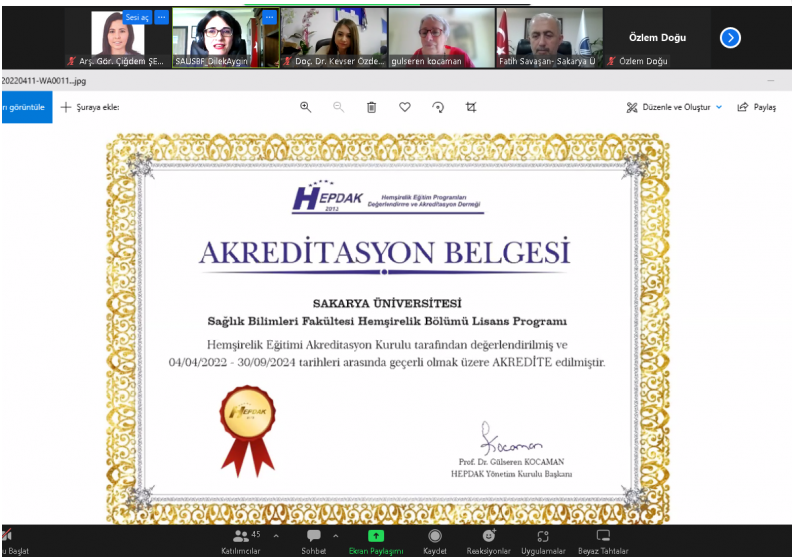 Sesi aç
Arş. Gör. Çiğdem ŞE...
SAUSBF_DilekAygin
Doç. Dr. Kevser Özde...
gulseren kocaman
Fatih Savaşan- Sakarya Ü
Özlem Doğu
Özlem Doğu
20220411-WA0011...jpg
rı görüntüle
Şuraya ekle:
Düzenle ve Oluştur
Paylaş
HEPDAK
2013
Hemşirelik Eğitim Programları
Değerlendirme ve Akreditasyon Derneği
AKREDİTASYON BELGESİ
SAKARYA ÜNİVERSİTESİ
Sağlık Bilimleri Fakültesi Hemşirelik Bölümü Lisans Programı
Hemşirelik Eğitimi Akreditasyon Kurulu tarafından değerlendirilmiş ve
04/04/2022 - 30/09/2024 tarihleri arasında geçerli olmak üzere AKREDİTE edilmiştir.
HEPDAK
Kocaman
Prof. Dr. Gülseren KOCAMAN
HEPDAK Yönetim Kurulu Başkanı
u Başlat
45
Katılımcılar
Sohbet
Ekran Paylaşımı
Kaydet
Reaksiyonlar
Uygulamalar
Beyaz Tahtalar